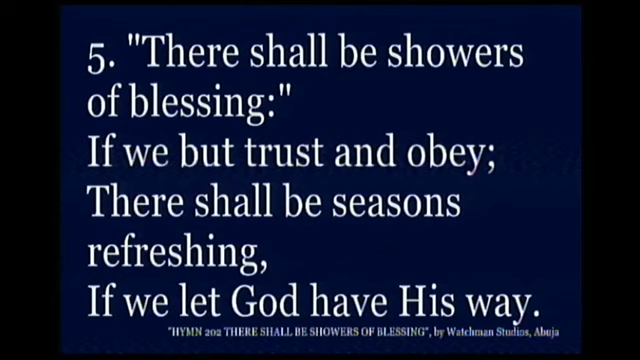 5. "There shall be showers
of blessing:"
If we but trust and obey;
There shall be seasons
refreshing,
If we let God have His way.
"HYMN 202 THERE SHALL BE SHOWERS OF BLESSING", by Watchman Studios, Abuja